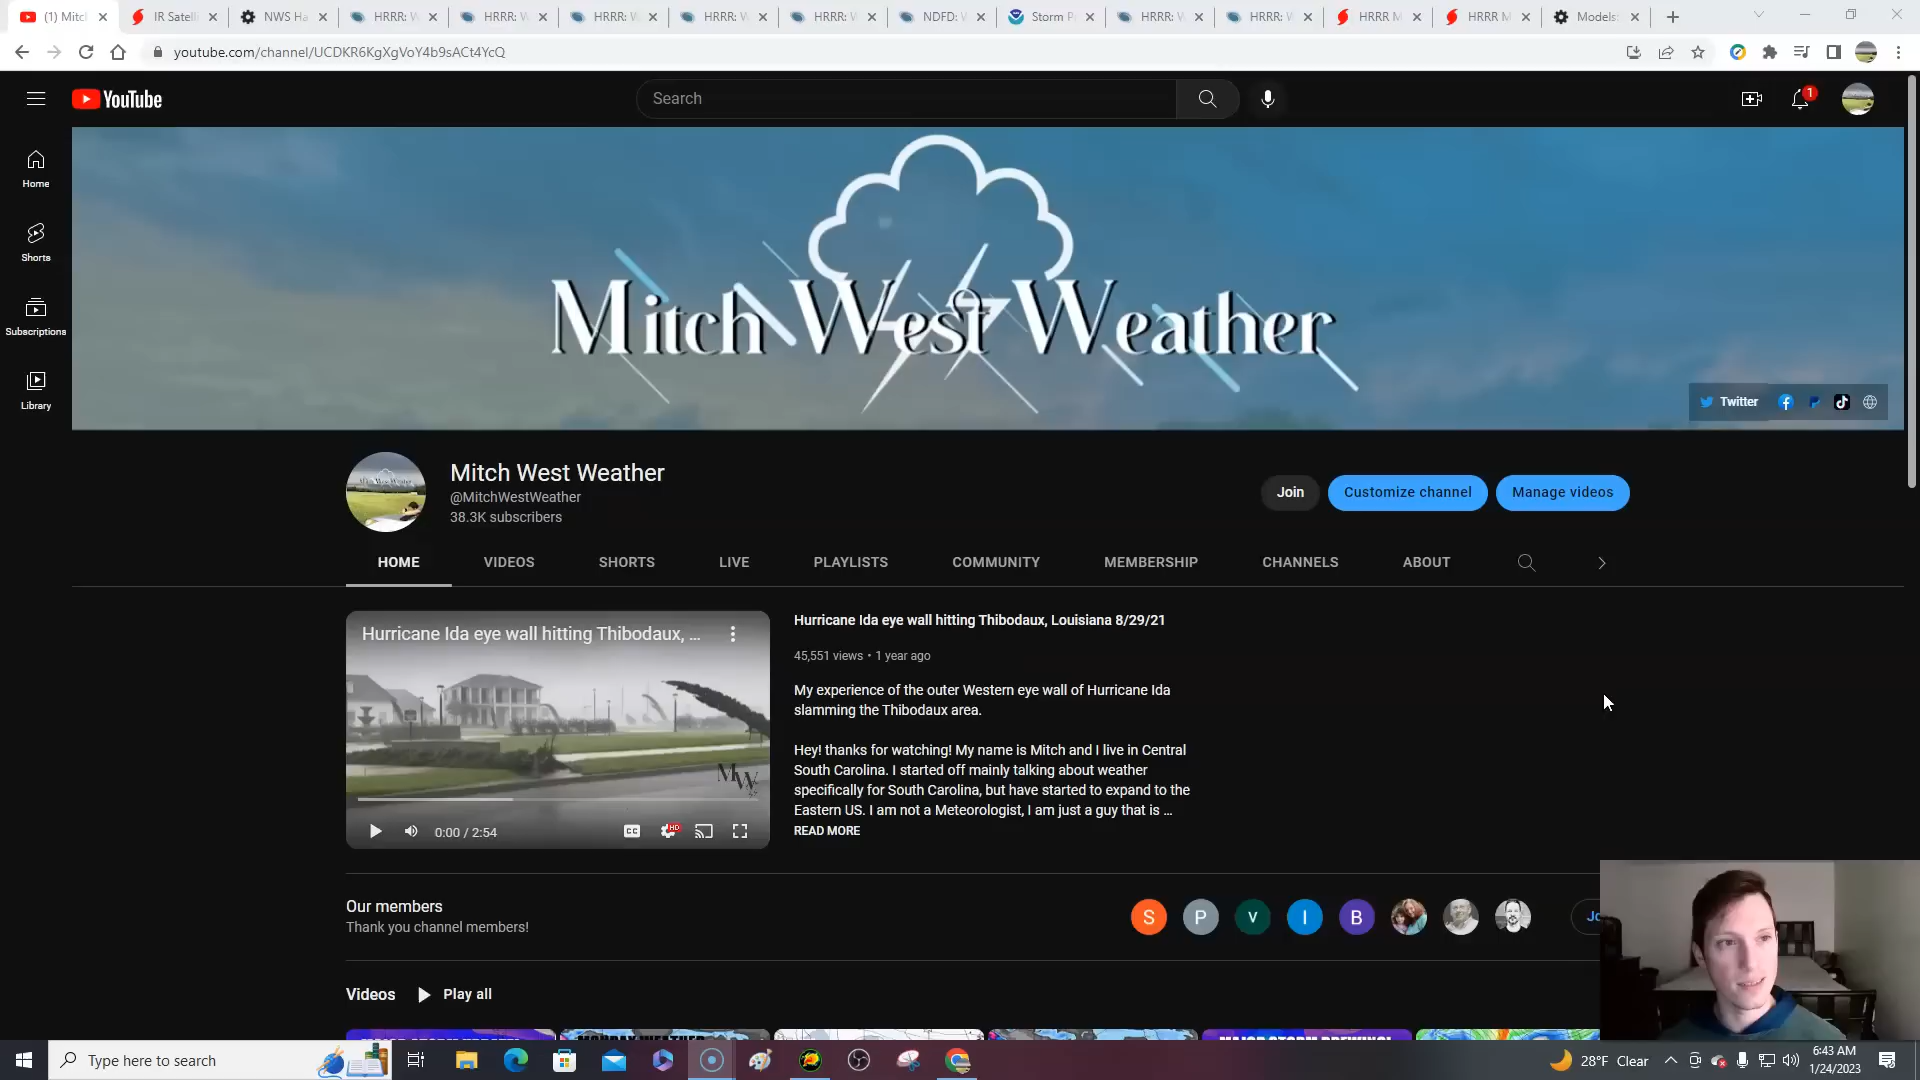 (1) Mitcl
IR Satelli
NWS Ha
HRRR: W
HRRR: W
HRRR: W
HRRR: W
HRRR: W
NDFD: W
Storm P
HRRR: W
HRRR: W
HRRR M
HRRR M
Models:
youtube.com/channel/UCDKR6KgXgVoY4b9sACt4YcQ
YouTube
Search
1
Home
Shorts
Subscriptions
Library
Mitch West Weather
Twitter
Mitch West Weather
@MitchWestWeather
38.3K subscribers
Join
Customize channel
Manage videos
HOME
VIDEOS
SHORTS
LIVE
PLAYLISTS
COMMUNITY
MEMBERSHIP
CHANNELS
ABOUT
Hurricane Ida eye wall hitting Thibodaux, ...
MW
0:00 / 2:54
CC
HD
Hurricane Ida eye wall hitting Thibodaux, Louisiana 8/29/21
45,551 views • 1 year ago
My experience of the outer Western eye wall of Hurricane Ida
slamming the Thibodaux area.
Hey! thanks for watching! My name is Mitch and I live in Central
South Carolina. I started off mainly talking about weather
specifically for South Carolina, but have started to expand to the
Eastern US. I am not a Meteorologist, I am just a guy that is ...
READ MORE
Our members
Thank you channel members!
S
P
V
I
B
Jo
Videos
Play all
Type here to search
28°F Clear
6:43 AM
1/24/2023